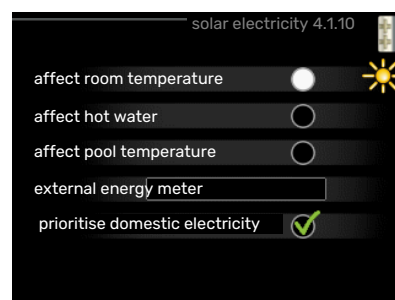 solar electricity 4.1.10
affect room temperature
affect hot water
affect pool temperature
external energy meter
prioritise domestic electricity